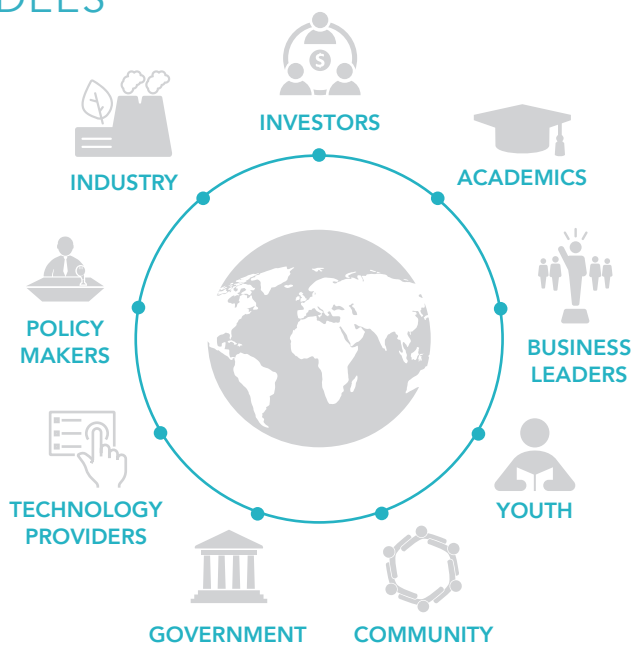 INVESTORS
ACADEMICS
BUSINESS
LEADERS
YOUTH
COMMUNITY
GOVERNMENT
TECHNOLOGY
PROVIDERS
POLICY
MAKERS
INDUSTRY
S